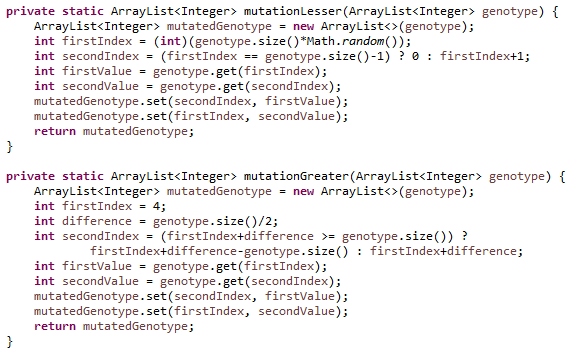 private static ArrayList<Integer> mutationLesser(ArrayList<Integer> genotype) {
    ArrayList<Integer> mutatedGenotype = new ArrayList<>(genotype);
    int firstIndex = (int)(genotype.size()*Math.random());
    int secondIndex = (firstIndex == genotype.size()-1) ? 0 : firstIndex+1;
    int firstValue = genotype.get(firstIndex);
    int secondValue = genotype.get(secondIndex);
    mutatedGenotype.set(secondIndex, firstValue);
    mutatedGenotype.set(firstIndex, secondValue);
    return mutatedGenotype;
}
private static ArrayList<Integer> mutationGreater(ArrayList<Integer> genotype) {
    ArrayList<Integer> mutatedGenotype = new ArrayList<>(genotype);
    int firstIndex = 4;
    int difference = genotype.size()/2;
    int secondIndex = (firstIndex+difference >= genotype.size()) ?
            firstIndex+difference-genotype.size() : firstIndex+difference;
    int firstValue = genotype.get(firstIndex);
    int secondValue = genotype.get(secondIndex);
    mutatedGenotype.set(secondIndex, firstValue);
    mutatedGenotype.set(firstIndex, secondValue);
    return mutatedGenotype;
}